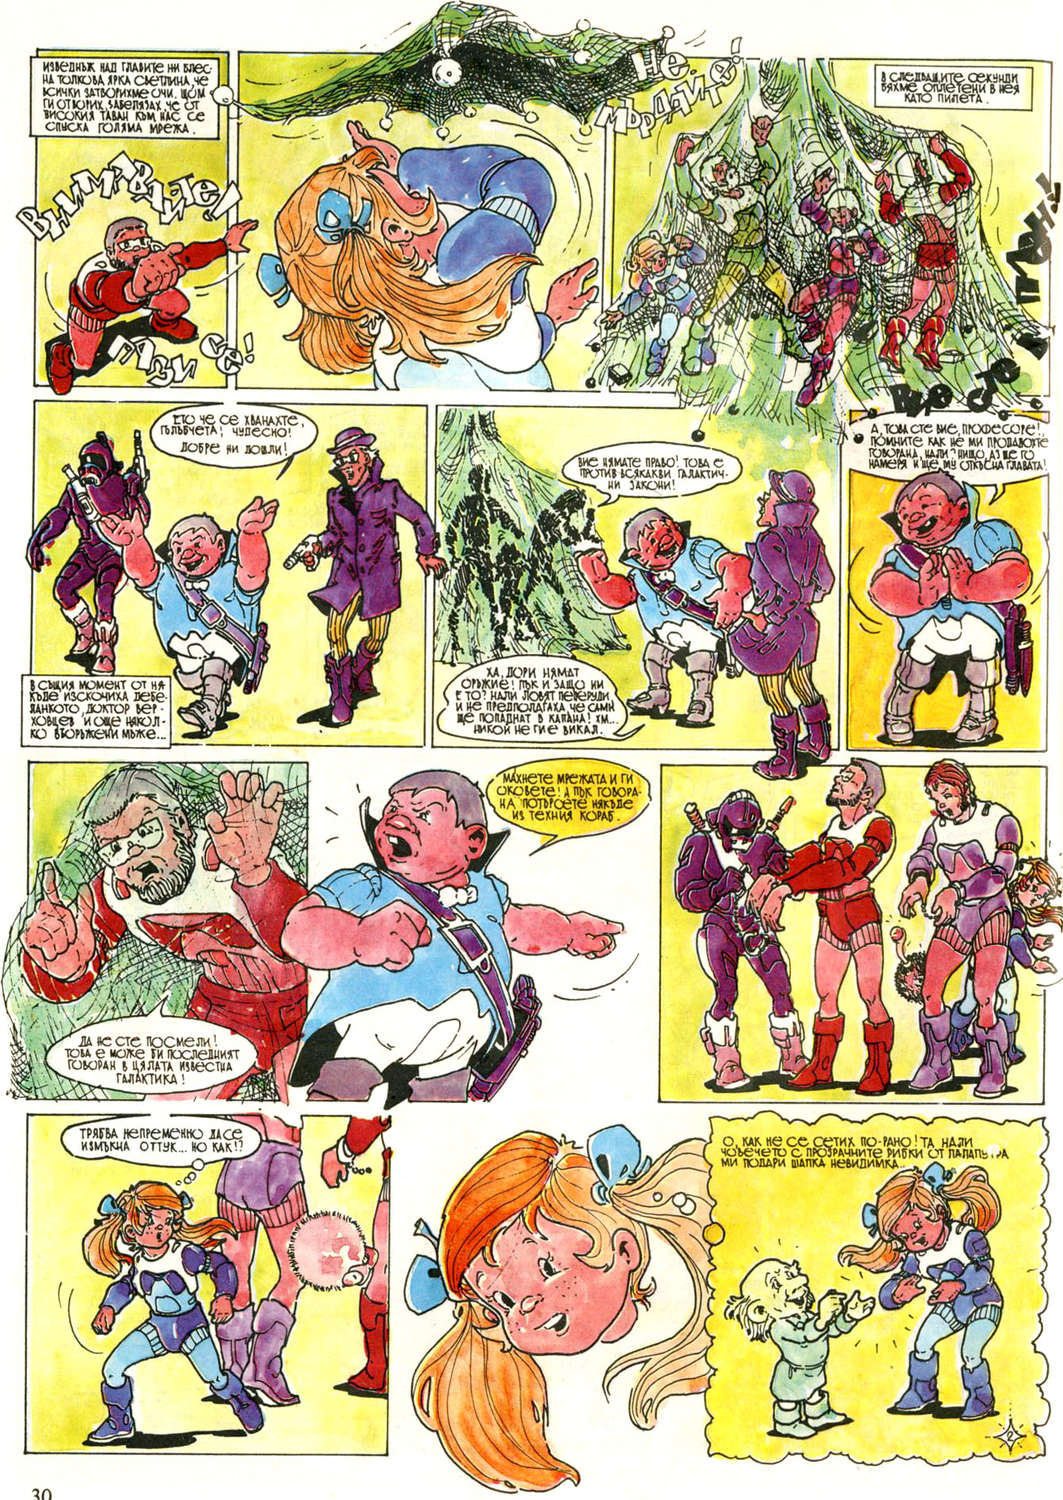 ИЗВЕДНЪЖ НАД ГЛАВИТЕ НИ БЛЕС-
НА ТОЛКОВА ЯРКА СВЕТЛИНА, ЧЕ
ВСИЧКИ ЗАТВОРИХМЕ ОЧИ. ЩОМ
ГИ ОТВОРИХ, ЗАБЕЛЯЗАХ, ЧЕ ОТ
ВИСОКИЯ ТАВАН КЪМ НАС СЕ
СПУСКА ГОЛЯМА МРЕЖА.
ВНИМАВАЙТЕ!
ПАЗИ СЕ!
НЕ
МЪРДАЙТЕ!
В СЛЕДВАЩИТЕ СЕКУНДИ
БЯХМЕ ОПЛЕТЕНИ В НЕЯ
КАТО ПИЛЕТА.
ВИЕ СТЕ
ЕТО ЧЕ СЕ ХВАНАХТЕ,
ГЪЛЪБЧЕТА! ЧУДЕСНО!
ДОБРЕ НИ ДОШЛИ!
В СЪЩИЯ МОМЕНТ ОТ НЯ-
КЪДЕ ИЗСКОЧИХА ДЕБЕ-
ЛАНКОТО, ДОКТОР ВЕР-
ХОВЦЕВ И ОЩЕ НЯКОЛ-
КО ВЪОРЪЖЕНИ МЪЖЕ...
ВИЕ НЯМАТЕ ПРАВО! ТОВА Е
ПРОТИВ ВСЯКАКВИ ГАЛАКТИЧ-
НИ ЗАКОНИ!
ХА, ДОРИ НЯМАТ
ОРЪЖИЕ! ПЪК И ЗАЩО ИМ
Е ТО? НАЛИ ЛОВЯТ ПЕПЕРУДИ,
И НЕ ПРЕДПОЛАГАХА, ЧЕ САМИ
ЩЕ ПОПАДНАТ В КАПАНА! ХМ...
НИКОЙ НЕ ГИ Е ВИКАЛ.
А, ТОВА СТЕ ВИЕ, ПРОФЕСОРЕ!
ПОМНИТЕ КАК НЕ МИ ПРОДАДОХТЕ
ГОВОРАНА, НАЛИ? НИЩО, АЗ ЩЕ ГО
НАМЕРЯ И ЩЕ МУ ОТКЪСНА ГЛАВАТА!
МАХНЕТЕ МРЕЖАТА И ГИ
ОКОВЕТЕ! А ПЪК ГОВОРА-
НА ПОТЪРСЕТЕ НЯКЪДЕ
ИЗ ТЕХНИЯ КОРАБ.
ДА НЕ СТЕ ПОСМЕЛИ!
ТОВА Е МОЖЕ БИ ПОСЛЕДНИЯТ
ГОВОРАН В ЦЯЛАТА ИЗВЕСТНА
ГАЛАКТИКА!
ТРЯБВА НЕПРЕМЕННО ДА СЕ
ИЗМЪКНА ОТТУК... НО КАК!?
О, КАК НЕ СЕ СЕТИХ ПО-РАНО! ТА НАЛИ
ЧОВЕЧЕТО С ПРОЗРАЧНИТЕ РИБКИ ОТ ПАЛАПУТРА
МИ ПОДАРИ ШАПКА НЕВИДИМКА...
2
30